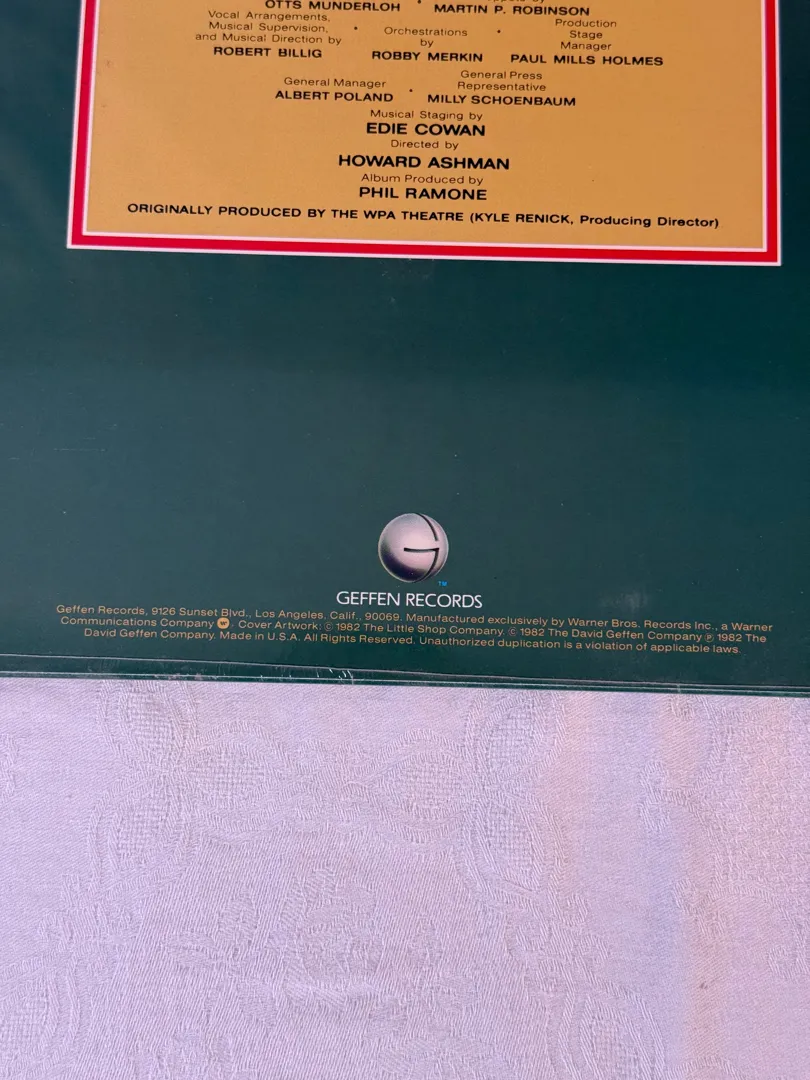 OTTS MUNDERLOH • MARTIN P. ROBINSON
Vocal Arrangements,
Musical Supervision,
and Musical Direction by
ROBERT BILLIG
• Orchestrations
by
ROBBY MERKIN
• Production
Stage
Manager
PAUL MILLS HOLMES
General Manager
ALBERT POLAND
• General Press
Representative
MILLY SCHOENBAUM
Musical Staging by
EDIE COWAN
Directed by
HOWARD ASHMAN
Album Produced by
PHIL RAMONE
ORIGINALLY PRODUCED BY THE WPA THEATRE (KYLE RENICK, Producing Director)
TM
GEFFEN RECORDS
Geffen Records, 9126 Sunset Blvd., Los Angeles, Calif., 90069. Manufactured exclusively by Warner Bros. Records Inc., a Warner
Communications Company W. Cover Artwork: © 1982 The Little Shop Company. © 1982 The David Geffen Company ℗ 1982 The
David Geffen Company. Made in U.S.A. All Rights Reserved. Unauthorized duplication is a violation of applicable laws.